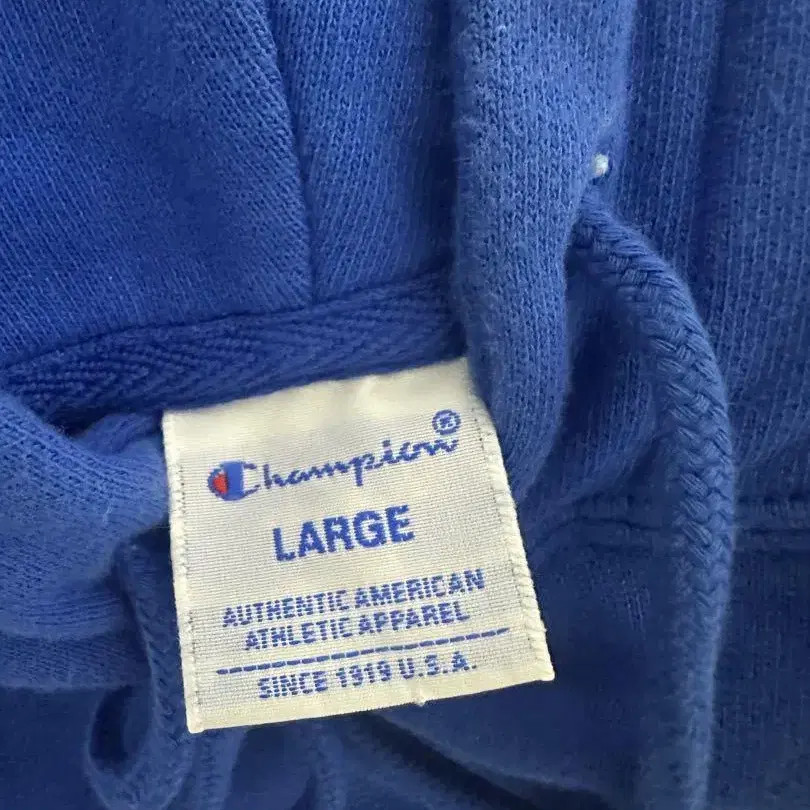 Champion®
LARGE
AUTHENTIC AMERICAN
ATHLETIC APPAREL
SINCE 1919 U.S.A.